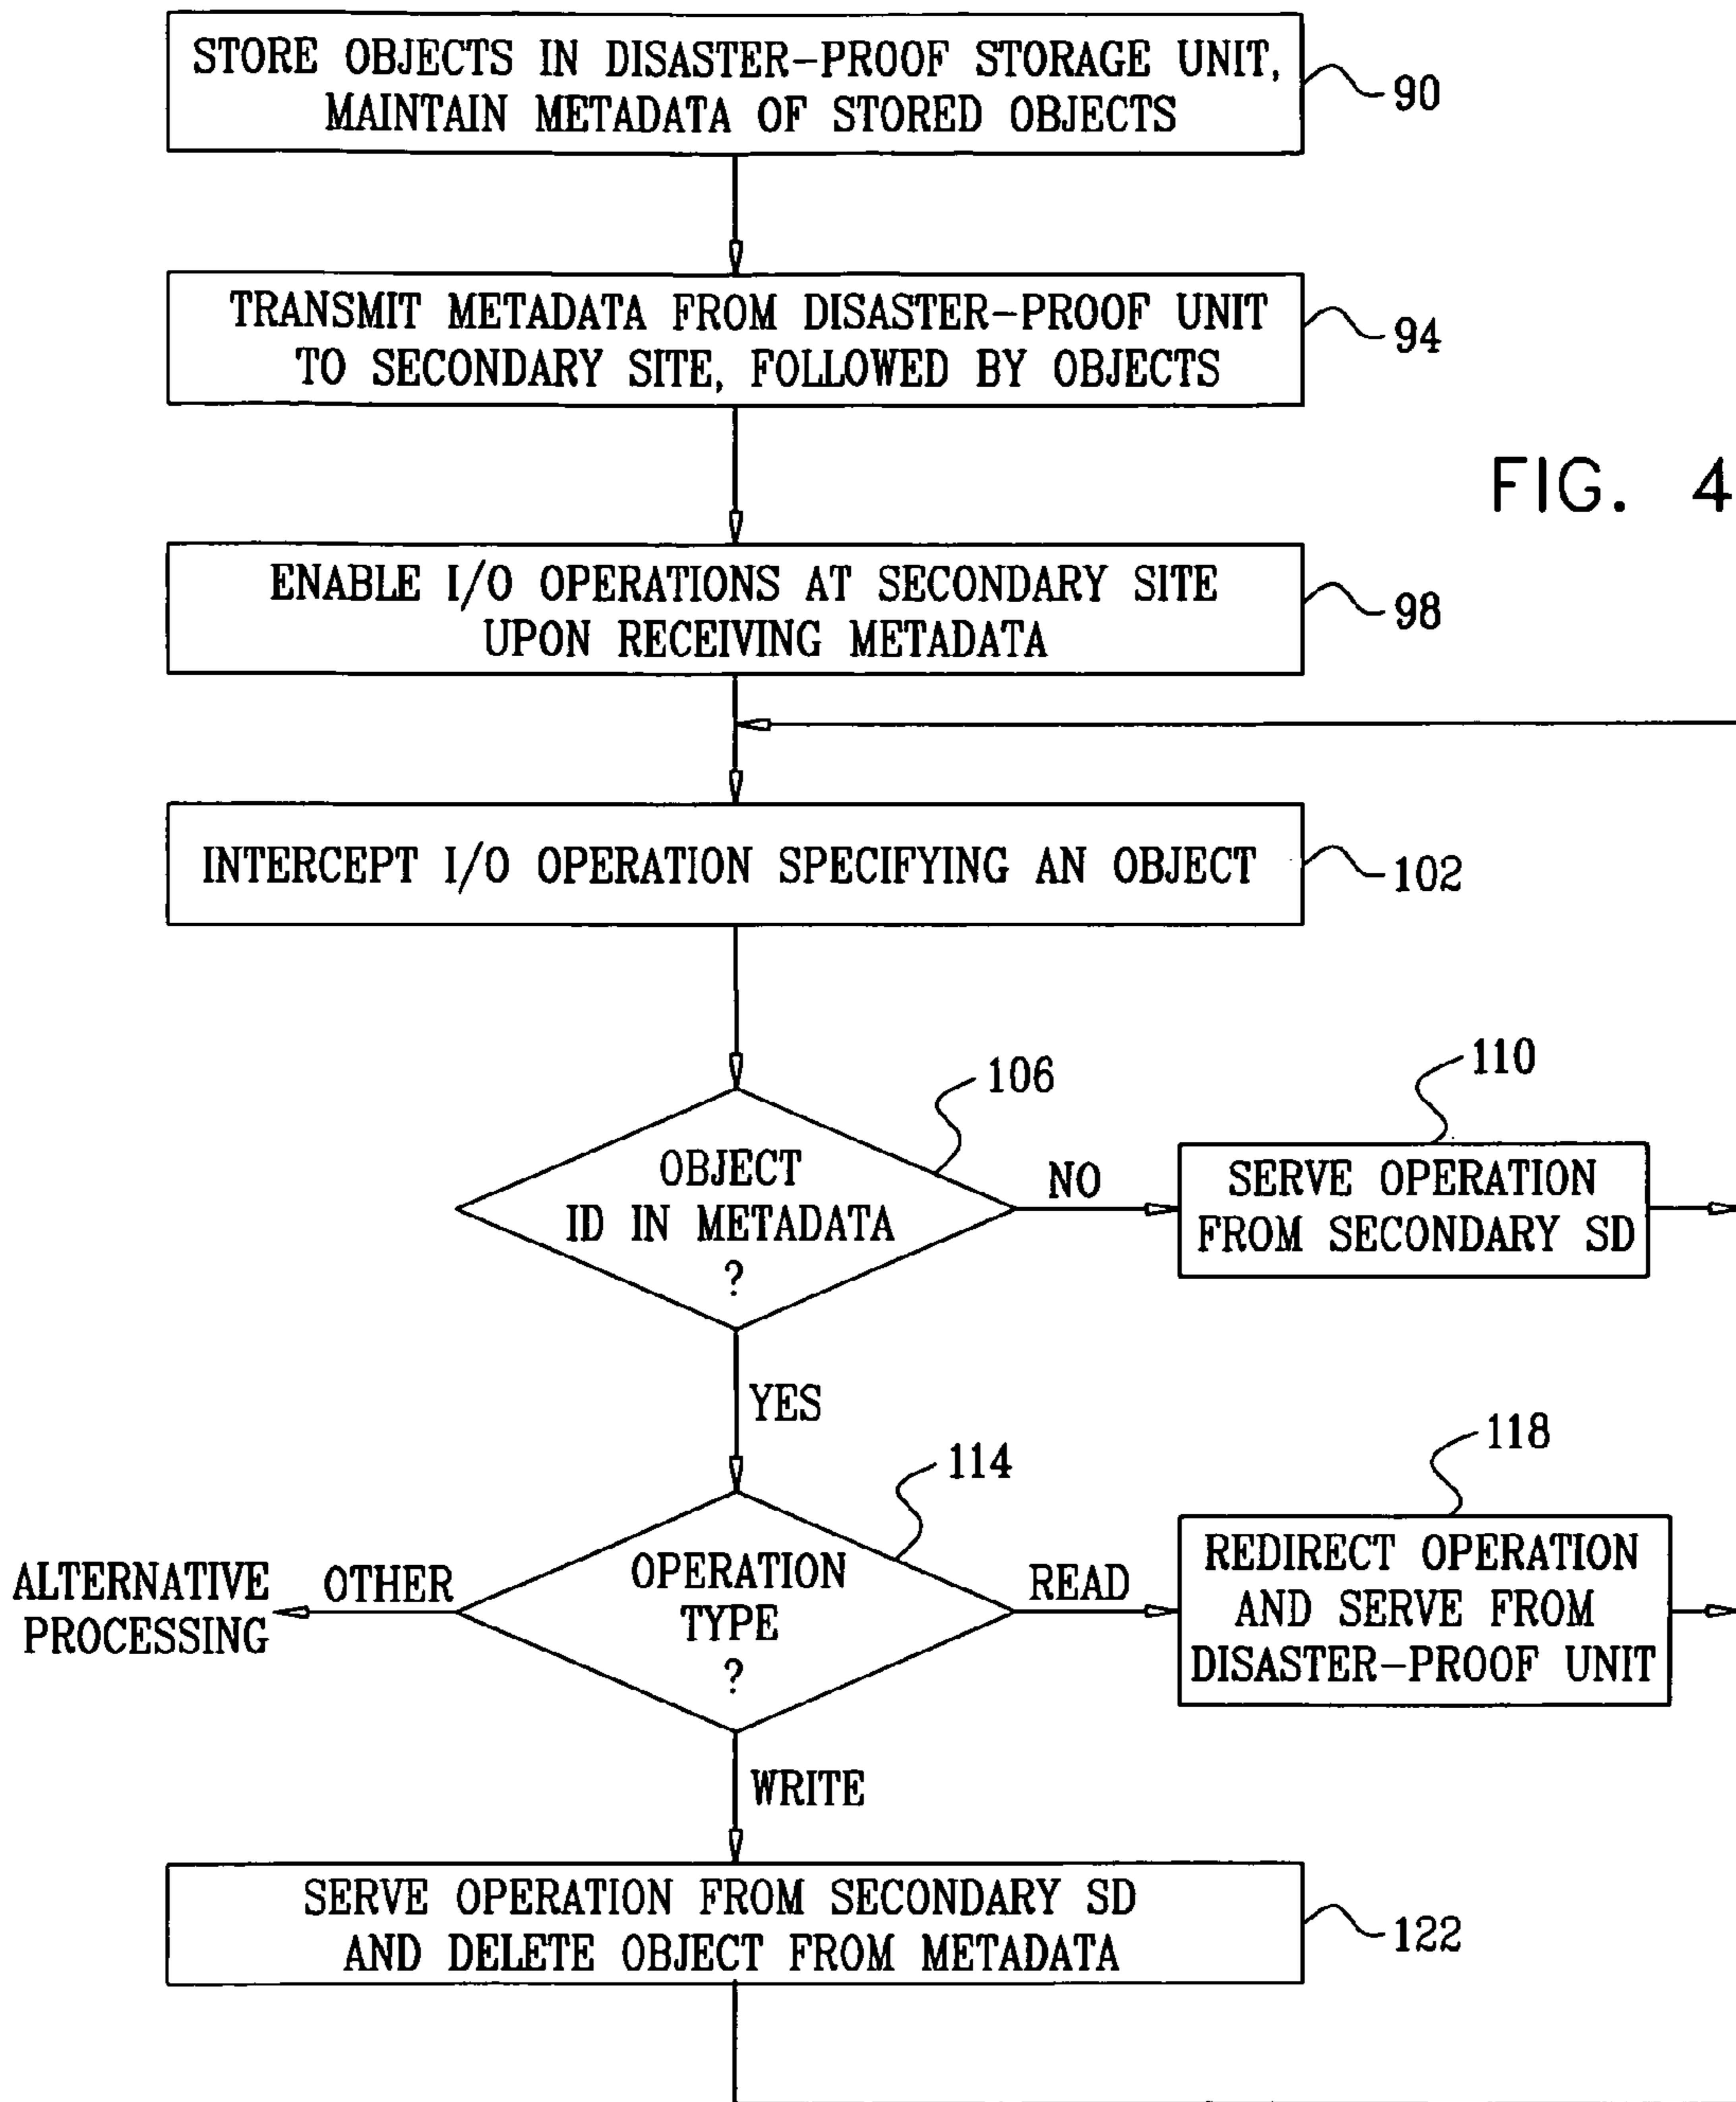 STORE OBJECTS IN DISASTER-PROOF STORAGE UNIT,
MAINTAIN METADATA OF STORED OBJECTS
90
TRANSMIT METADATA FROM DISASTER-PROOF UNIT
TO SECONDARY SITE, FOLLOWED BY OBJECTS
94
FIG. 4
ENABLE I/O OPERATIONS AT SECONDARY SITE
UPON RECEIVING METADATA
98
INTERCEPT I/O OPERATION SPECIFYING AN OBJECT
102
106
OBJECT
ID IN METADATA
?
NO
110
SERVE OPERATION
FROM SECONDARY SD
YES
114
OPERATION
TYPE
?
OTHER
ALTERNATIVE
PROCESSING
READ
118
REDIRECT OPERATION
AND SERVE FROM
DISASTER-PROOF UNIT
WRITE
SERVE OPERATION FROM SECONDARY SD
AND DELETE OBJECT FROM METADATA
122